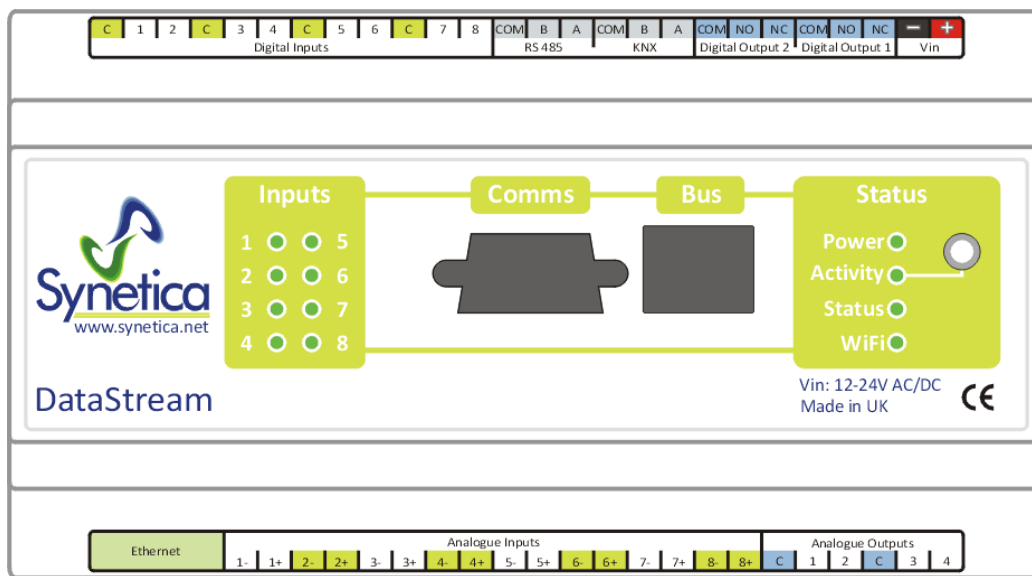 C 1 2 C 3 4 C 5 6 C 7 8 COM B A COM B A COM NO NC COM NO NC − +
Digital Inputs RS 485 KNX Digital Output 2 Digital Output 1 Vin
Inputs Comms Bus Status
1 5
2 6
3 7
4 8
Power
Activity
Status
WiFi
Synetica
www.synetica.net
DataStream
Vin: 12-24V AC/DC
Made in UK
CE
Ethernet
Analogue Inputs Analogue Outputs
1- 1+ 2- 2+ 3- 3+ 4- 4+ 5- 5+ 6- 6+ 7- 7+ 8- 8+ C 1 2 C 3 4